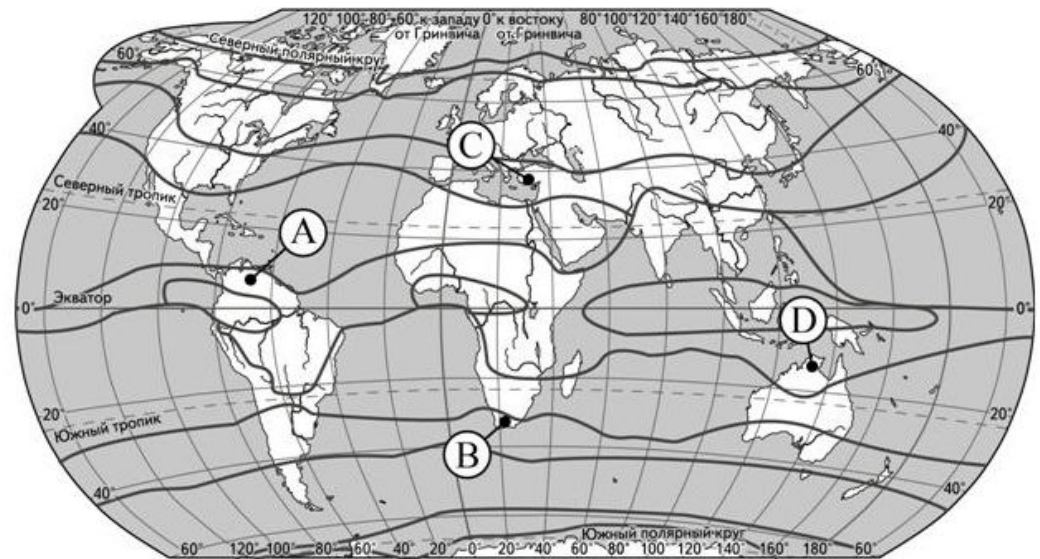 120° 100° 80° 60° к западу 0° к востоку 80° 100° 120° 140° 160° 180°
от Гринвича от Гринвича
Северный полярный круг
60° 60°
40° 40°
Северный тропик
20° 20°
C
A
Экватор
0° 0°
D
20° 20°
Южный тропик
B
40° 40°
Южный полярный круг
60° 120° 100° 80° 60° 40° 20° 0° 20° 40° 60° 80° 100° 120° 140° 160° 180° 60°